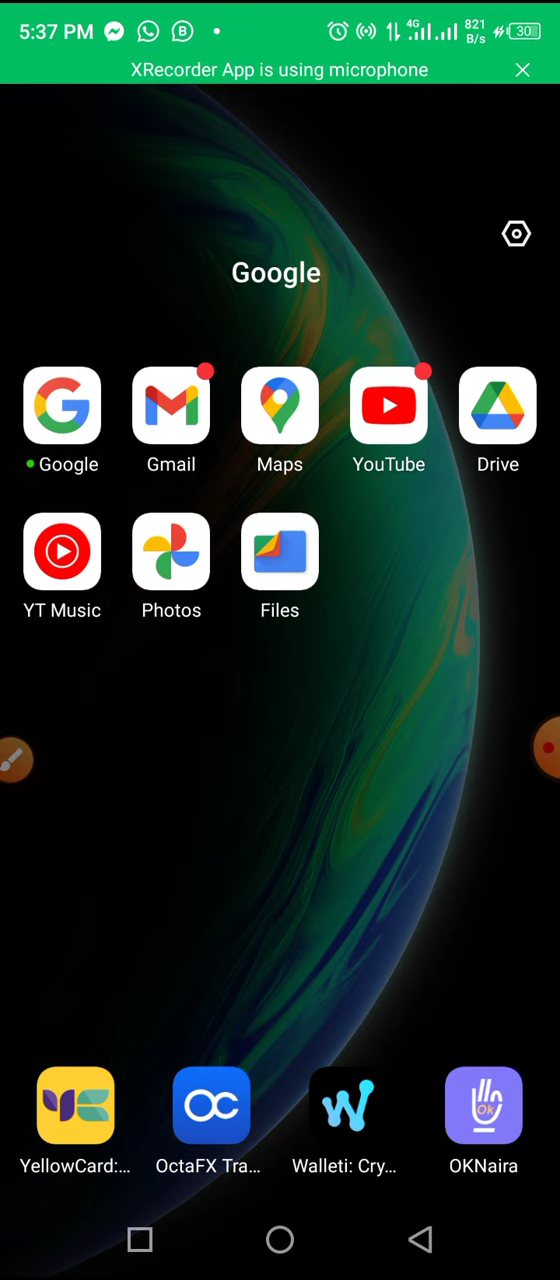 5:37 PM B 4G 821 B/s 30
XRecorder App is using microphone
Google
Google Gmail Maps YouTube Drive
YT Music Photos Files
YellowCard:... OctaFX Tra... Walleti: Cry... OKNaira